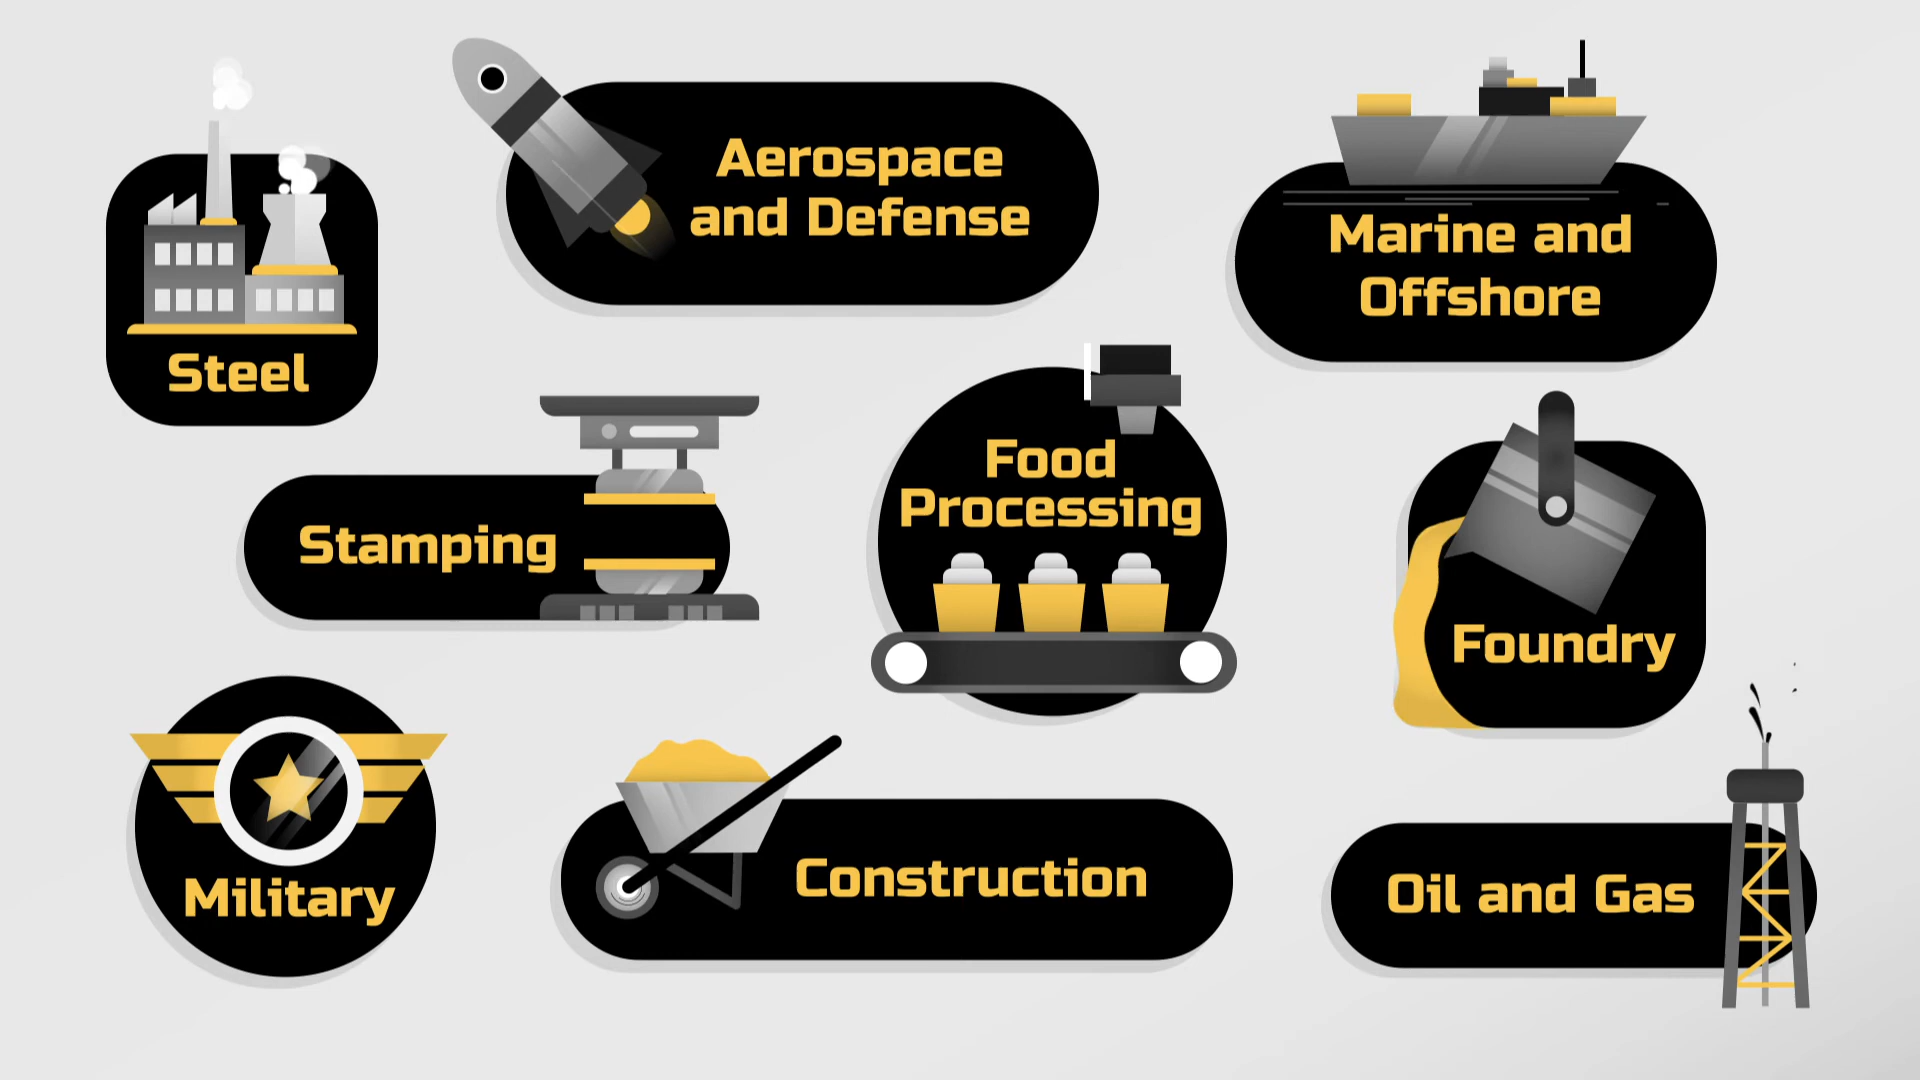 Aerospace
and Defense
Marine and
Offshore
Steel
Food
Processing
Stamping
Foundry
Military
Construction
Oil and Gas